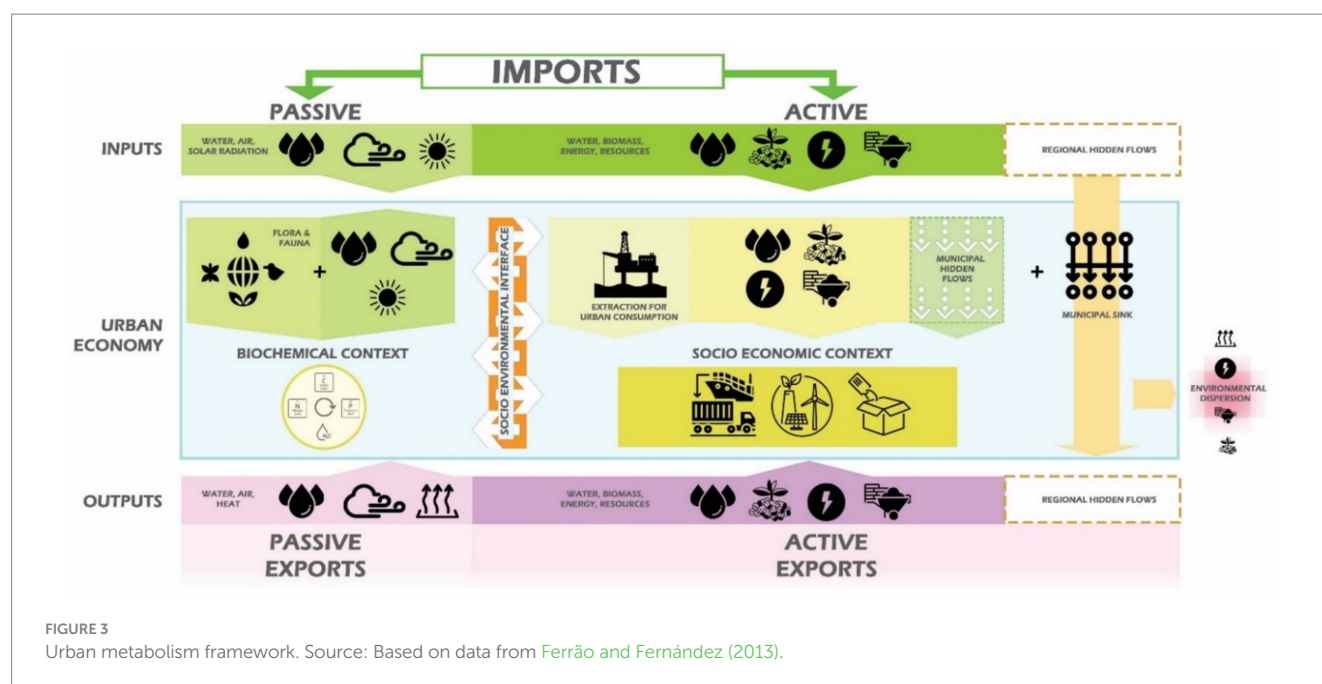 IMPORTS
PASSIVE
ACTIVE
INPUTS
WATER, AIR,
SOLAR RADIATION
WATER, BIOMASS,
ENERGY, RESOURCES
REGIONAL HIDDEN FLOWS
URBAN
ECONOMY
FLORA &
FAUNA
+
SOCIO ENVIRONMENTAL INTERFACE
EXTRACTION FOR
URBAN CONSUMPTION
MUNICIPAL
HIDDEN
FLOWS
+
MUNICIPAL SINK
BIOCHEMICAL CONTEXT
C
N
P
SOCIO ECONOMIC CONTEXT
ENVIRONMENTAL
DISPERSION
OUTPUTS
WATER, AIR,
HEAT
WATER, BIOMASS,
ENERGY, RESOURCES
REGIONAL HIDDEN FLOWS
PASSIVE
EXPORTS
ACTIVE
EXPORTS
FIGURE 3
Urban metabolism framework. Source: Based on data from Ferrão and Fernández (2013).